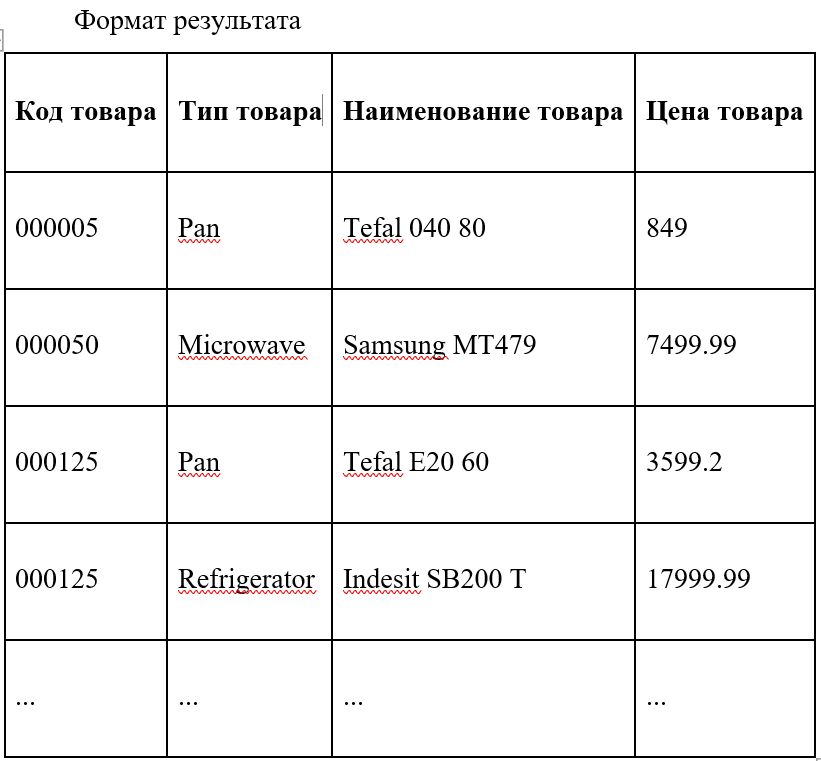 Формат результата
Код товара Тип товара Наименование товара Цена товара
000005 Pan Tefal 040 80 849
000050 Microwave Samsung MT479 7499.99
000125 Pan Tefal E20 60 3599.2
000125 Refrigerator Indesit SB200 T 17999.99
... ... ... ...